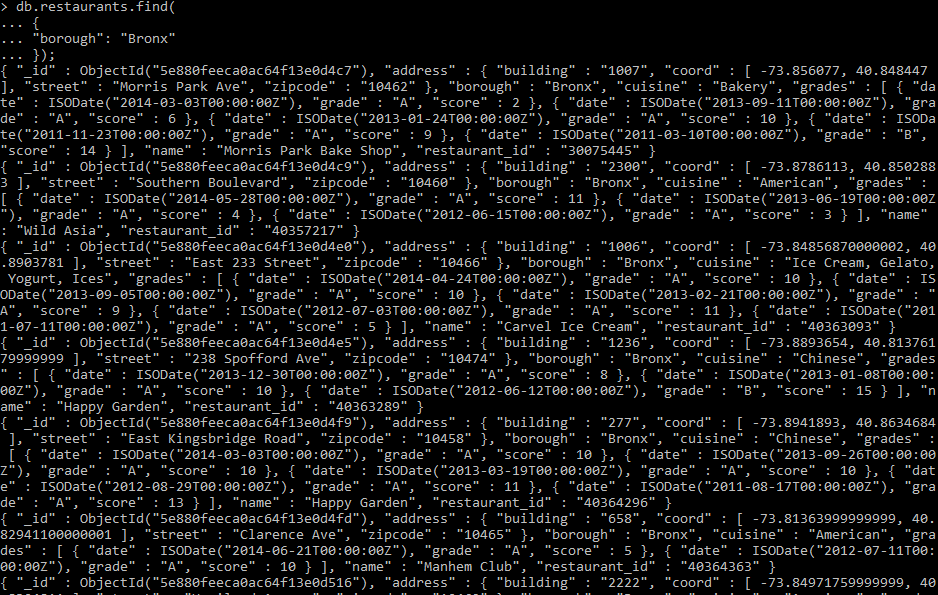 > db.restaurants.find(
... {
... "borough": "Bronx"
... });
{ "_id" : ObjectId("5e880feeca0ac64f13e0d4c7"), "address" : { "building" : "1007", "coord" : [ -73.856077, 40.848447
], "street" : "Morris Park Ave", "zipcode" : "10462" }, "borough" : "Bronx", "cuisine" : "Bakery", "grades" : [ { "da
te" : ISODate("2014-03-03T00:00:00Z"), "grade" : "A", "score" : 2 }, { "date" : ISODate("2013-09-11T00:00:00Z"), "gra
de" : "A", "score" : 6 }, { "date" : ISODate("2013-01-24T00:00:00Z"), "grade" : "A", "score" : 10 }, { "date" : ISODa
te("2011-11-23T00:00:00Z"), "grade" : "A", "score" : 9 }, { "date" : ISODate("2011-03-10T00:00:00Z"), "grade" : "B",
"score" : 14 } ], "name" : "Morris Park Bake Shop", "restaurant_id" : "30075445" }
{ "_id" : ObjectId("5e880feeca0ac64f13e0d4c9"), "address" : { "building" : "2300", "coord" : [ -73.8786113, 40.850288
3 ], "street" : "Southern Boulevard", "zipcode" : "10460" }, "borough" : "Bronx", "cuisine" : "American", "grades" :
[ { "date" : ISODate("2014-05-28T00:00:00Z"), "grade" : "A", "score" : 11 }, { "date" : ISODate("2013-06-19T00:00:00Z
"), "grade" : "A", "score" : 4 }, { "date" : ISODate("2012-06-15T00:00:00Z"), "grade" : "A", "score" : 3 } ], "name"
: "Wild Asia", "restaurant_id" : "40357217" }
{ "_id" : ObjectId("5e880feeca0ac64f13e0d4e0"), "address" : { "building" : "1006", "coord" : [ -73.84856870000002, 40
.8903781 ], "street" : "East 233 Street", "zipcode" : "10466" }, "borough" : "Bronx", "cuisine" : "Ice Cream, Gelato,
Yogurt, Ices", "grades" : [ { "date" : ISODate("2014-04-24T00:00:00Z"), "grade" : "A", "score" : 10 }, { "date" : IS
ODate("2013-09-05T00:00:00Z"), "grade" : "A", "score" : 10 }, { "date" : ISODate("2013-02-21T00:00:00Z"), "grade" : "
A", "score" : 9 }, { "date" : ISODate("2012-07-03T00:00:00Z"), "grade" : "A", "score" : 11 }, { "date" : ISODate("201
1-07-11T00:00:00Z"), "grade" : "A", "score" : 5 } ], "name" : "Carvel Ice Cream", "restaurant_id" : "40363093" }
{ "_id" : ObjectId("5e880feeca0ac64f13e0d4e5"), "address" : { "building" : "1236", "coord" : [ -73.8893654, 40.813761
79999999 ], "street" : "238 Spofford Ave", "zipcode" : "10474" }, "borough" : "Bronx", "cuisine" : "Chinese", "grades
" : [ { "date" : ISODate("2013-12-30T00:00:00Z"), "grade" : "A", "score" : 8 }, { "date" : ISODate("2013-01-08T00:00:
00Z"), "grade" : "A", "score" : 10 }, { "date" : ISODate("2012-06-12T00:00:00Z"), "grade" : "B", "score" : 15 } ], "n
ame" : "Happy Garden", "restaurant_id" : "40363289" }
{ "_id" : ObjectId("5e880feeca0ac64f13e0d4f9"), "address" : { "building" : "277", "coord" : [ -73.8941893, 40.8634684
 ], "street" : "East Kingsbridge Road", "zipcode" : "10458" }, "borough" : "Bronx", "cuisine" : "Chinese", "grades" :
 [ { "date" : ISODate("2014-03-03T00:00:00Z"), "grade" : "A", "score" : 10 }, { "date" : ISODate("2013-09-26T00:00:00
Z"), "grade" : "A", "score" : 10 }, { "date" : ISODate("2013-03-19T00:00:00Z"), "grade" : "A", "score" : 10 }, { "dat
e" : ISODate("2012-08-29T00:00:00Z"), "grade" : "A", "score" : 11 }, { "date" : ISODate("2011-08-17T00:00:00Z"), "gra
de" : "A", "score" : 13 } ], "name" : "Happy Garden", "restaurant_id" : "40364296" }
{ "_id" : ObjectId("5e880feeca0ac64f13e0d4fd"), "address" : { "building" : "658", "coord" : [ -73.81363999999999, 40.
82941100000001 ], "street" : "Clarence Ave", "zipcode" : "10465" }, "borough" : "Bronx", "cuisine" : "American", "gra
des" : [ { "date" : ISODate("2014-06-21T00:00:00Z"), "grade" : "A", "score" : 5 }, { "date" : ISODate("2012-07-11T00:
00:00Z"), "grade" : "A", "score" : 10 } ], "name" : "Manhem Club", "restaurant_id" : "40364363" }
{ "_id" : ObjectId("5e880feeca0ac64f13e0d516"), "address" : { "building" : "2222", "coord" : [ -73.84971759999999, 40